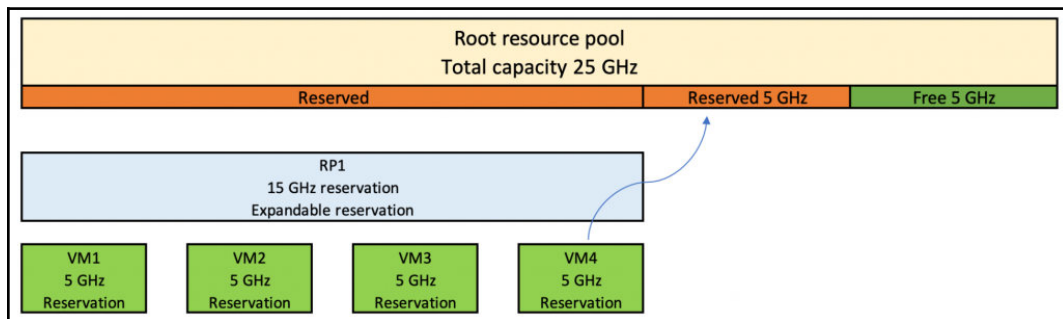 Root resource pool
Total capacity 25 GHz
Reserved
Reserved 5 GHz
Free 5 GHz
RP1
15 GHz reservation
Expandable reservation
VM1
5 GHz
Reservation
VM2
5 GHz
Reservation
VM3
5 GHz
Reservation
VM4
5 GHz
Reservation